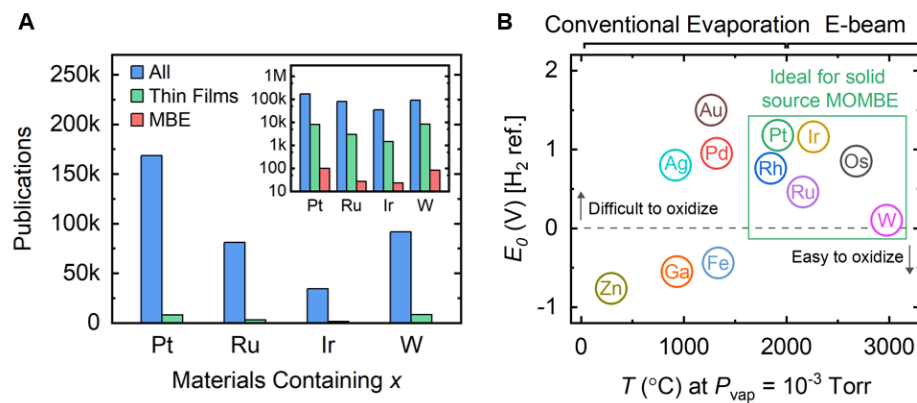 A
250k
200k
150k
100k
50k
0
Publications
All
Thin Films
MBE
1M
100k
10k
1k
100
10
Pt Ru Ir W
Pt Ru Ir W
Materials Containing x
B
Conventional Evaporation E-beam
2
1
0
-1
E₀ (V) [H₂ ref.]
Ideal for solid
source MOMBE
Au
Pt Ir
Ag Pd
Rh Os
Ru
W
Difficult to oxidize
Easy to oxidize
Zn Ga Fe
0 1000 2000 3000
T (°C) at Pvap = 10⁻³ Torr